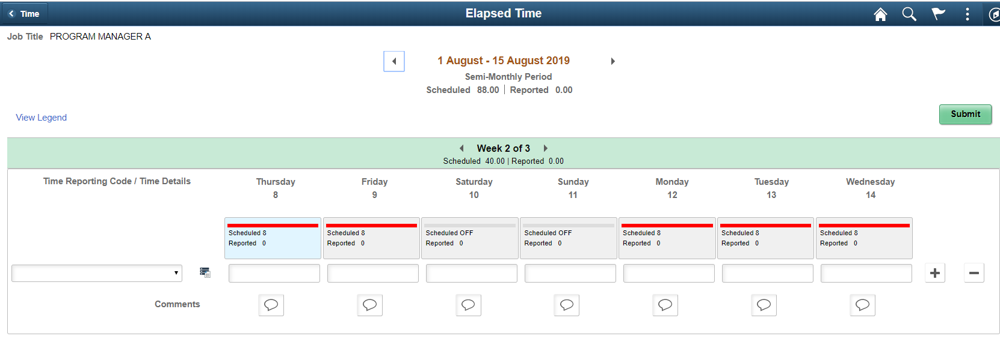 Time
Elapsed Time
Job Title PROGRAM MANAGER A
1 August - 15 August 2019
Semi-Monthly Period
Scheduled 88.00 | Reported 0.00
View Legend
Submit
Week 2 of 3
Scheduled 40.00 | Reported 0.00
Time Reporting Code / Time Details Thursday Friday Saturday Sunday Monday Tuesday Wednesday
8 9 10 11 12 13 14
Scheduled 8 Scheduled 8 Scheduled OFF Scheduled OFF Scheduled 8 Scheduled 8 Scheduled 8
Reported 0 Reported 0 Reported 0 Reported 0 Reported 0 Reported 0 Reported 0
Comments